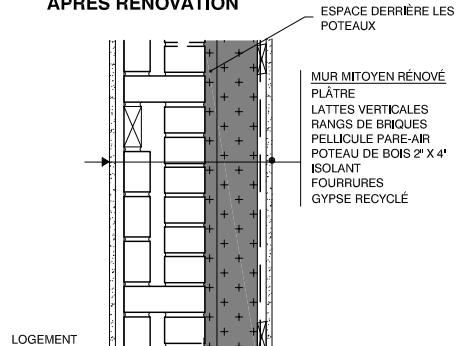 APRÈS RÉNOVATION
ESPACE DERRIÈRE LES
POTEAUX
MUR MITOYEN RÉNOVÉ
PLÂTRE
LATTES VERTICALES
RANGS DE BRIQUES
PELLICULE PARE-AIR
POTEAU DE BOIS 2" X 4"
ISOLANT
FOURRURES
GYPSE RECYCLÉ
LOGEMENT